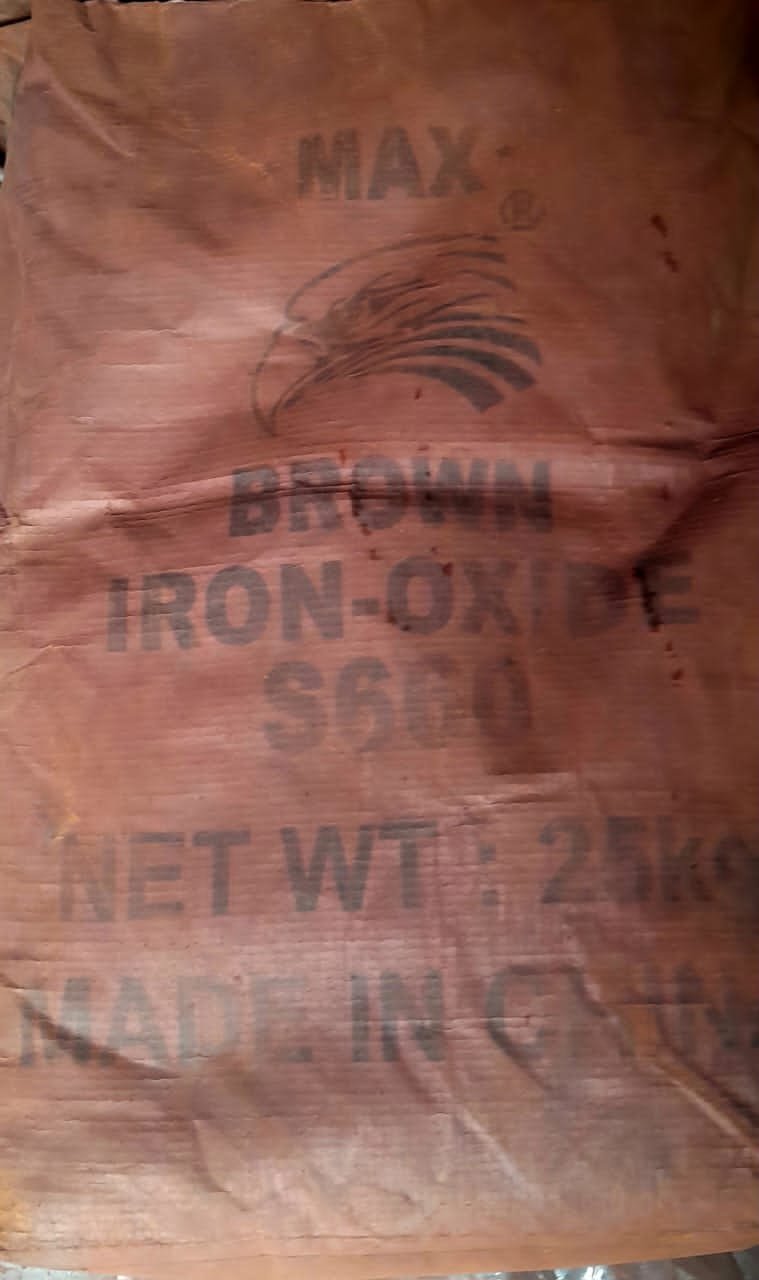 MAX
®
BROWN
IRON-OXIDE
S660
NET WT : 25kg
MADE IN CHINA